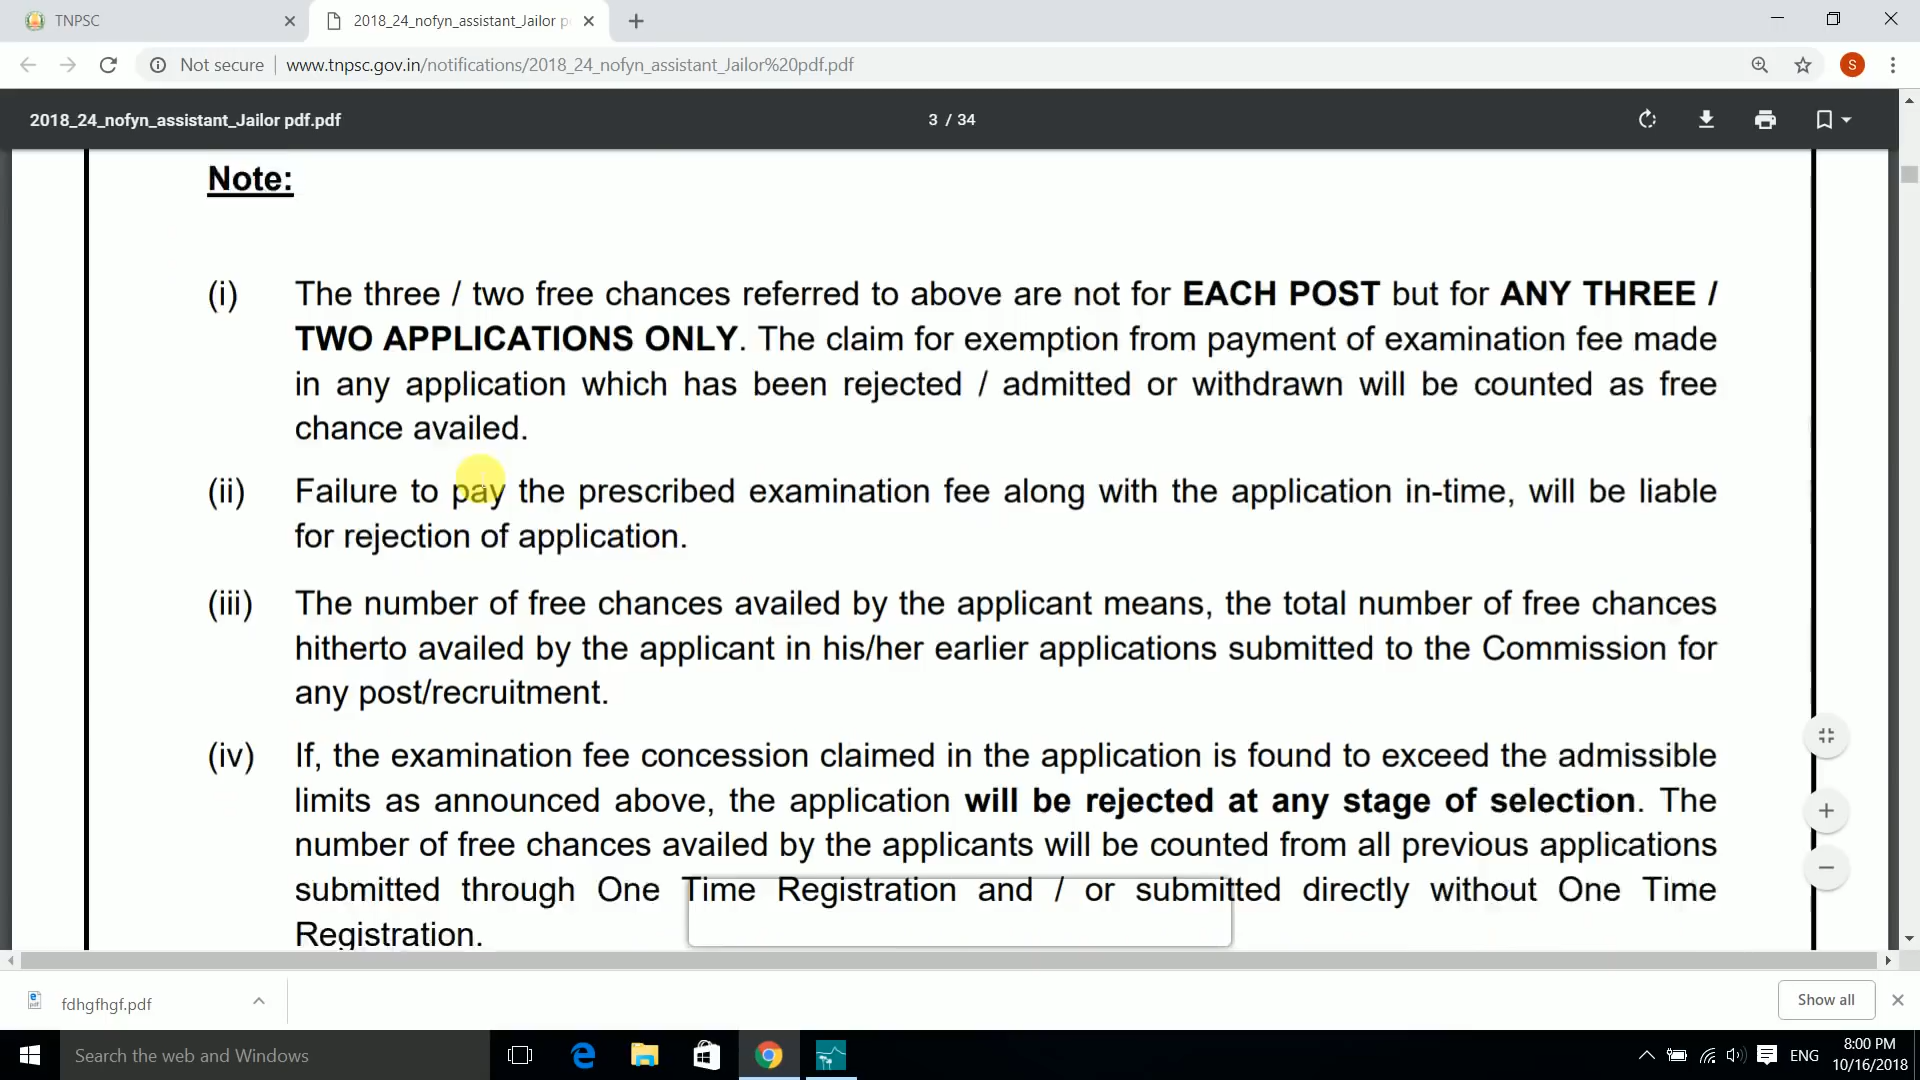 TNPSC
2018_24_nofyn_assistant_Jailor p
Not secure
www.tnpsc.gov.in/notifications/2018_24_nofyn_assistant_Jailor%20pdf.pdf
S
2018_24_nofyn_assistant_Jailor pdf.pdf
3 / 34
Note:
(i) The three / two free chances referred to above are not for EACH POST but for ANY THREE /
TWO APPLICATIONS ONLY. The claim for exemption from payment of examination fee made
in any application which has been rejected / admitted or withdrawn will be counted as free
chance availed.
(ii) Failure to pay the prescribed examination fee along with the application in-time, will be liable
for rejection of application.
(iii) The number of free chances availed by the applicant means, the total number of free chances
hitherto availed by the applicant in his/her earlier applications submitted to the Commission for
any post/recruitment.
(iv) If, the examination fee concession claimed in the application is found to exceed the admissible
limits as announced above, the application will be rejected at any stage of selection. The
number of free chances availed by the applicants will be counted from all previous applications
submitted through One Time Registration and / or submitted directly without One Time
Registration.
fdhgfhgf.pdf
Show all
Search the web and Windows
ENG
8:00 PM
10/16/2018